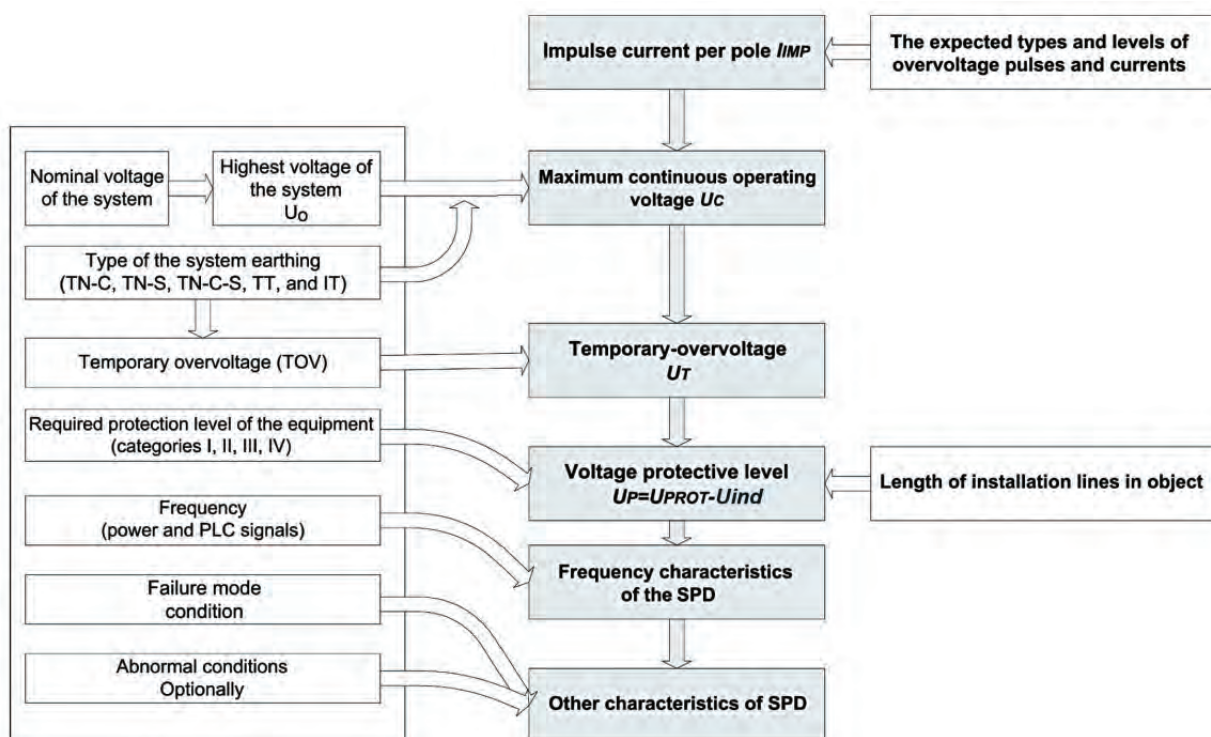 Impulse current per pole IIMP
The expected types and levels of
overvoltage pulses and currents
Nominal voltage
of the system
Highest voltage of
the system
UO
Maximum continuous operating
voltage UC
Type of the system earthing
(TN-C, TN-S, TN-C-S, TT, and IT)
Temporary overvoltage (TOV)
Temporary-overvoltage
UT
Required protection level of the equipment
(categories I, II, III, IV)
Voltage protective level
UP=UPROT-Uind
Length of installation lines in object
Frequency
(power and PLC signals)
Frequency characteristics
of the SPD
Failure mode
condition
Abnormal conditions
Optionally
Other characteristics of SPD